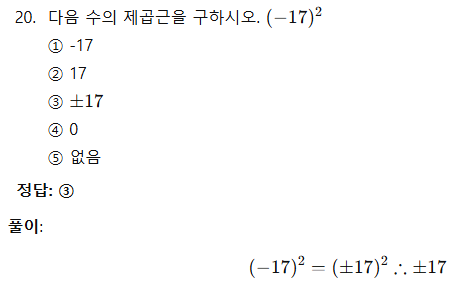 20. 다음 수의 제곱근을 구하시오. (−17)²
① -17
② 17
③ ±17
④ 0
⑤ 없음
정답: ③
풀이:
(−17)² = (±17)² ∴ ±17